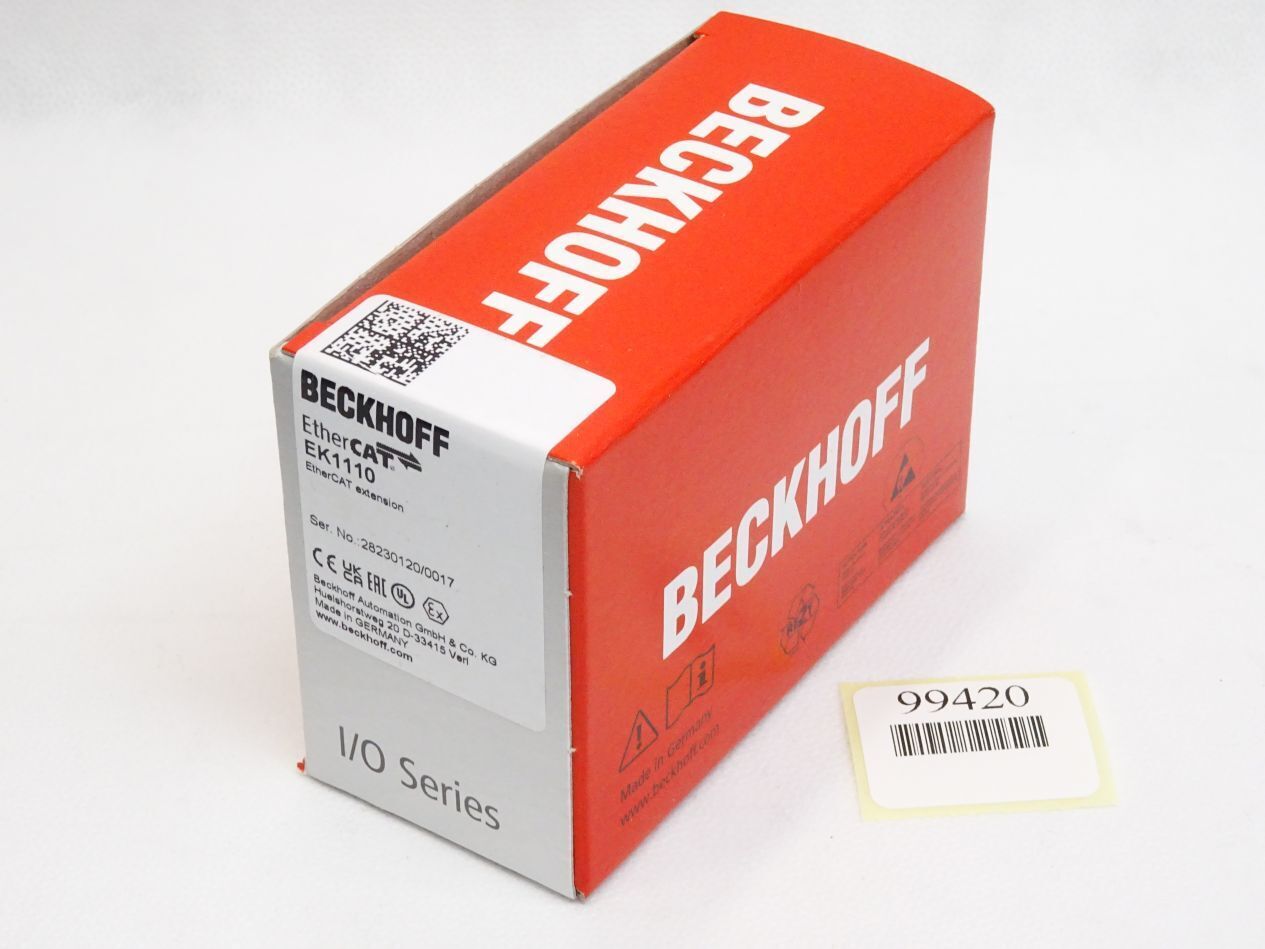 BECKHOFF
BECKHOFF
EtherCAT®
EK1110
EtherCAT extension
Ser. No.:28230120/0017
CE UK CA EAC UL Ex
Beckhoff Automation GmbH & Co. KG
Huelshorstweg 20 D-33415 Verl
Made in GERMANY
www.beckhoff.com
I/O Series
BECKHOFF
RESY
Made in Germany
www.beckhoff.com
99420